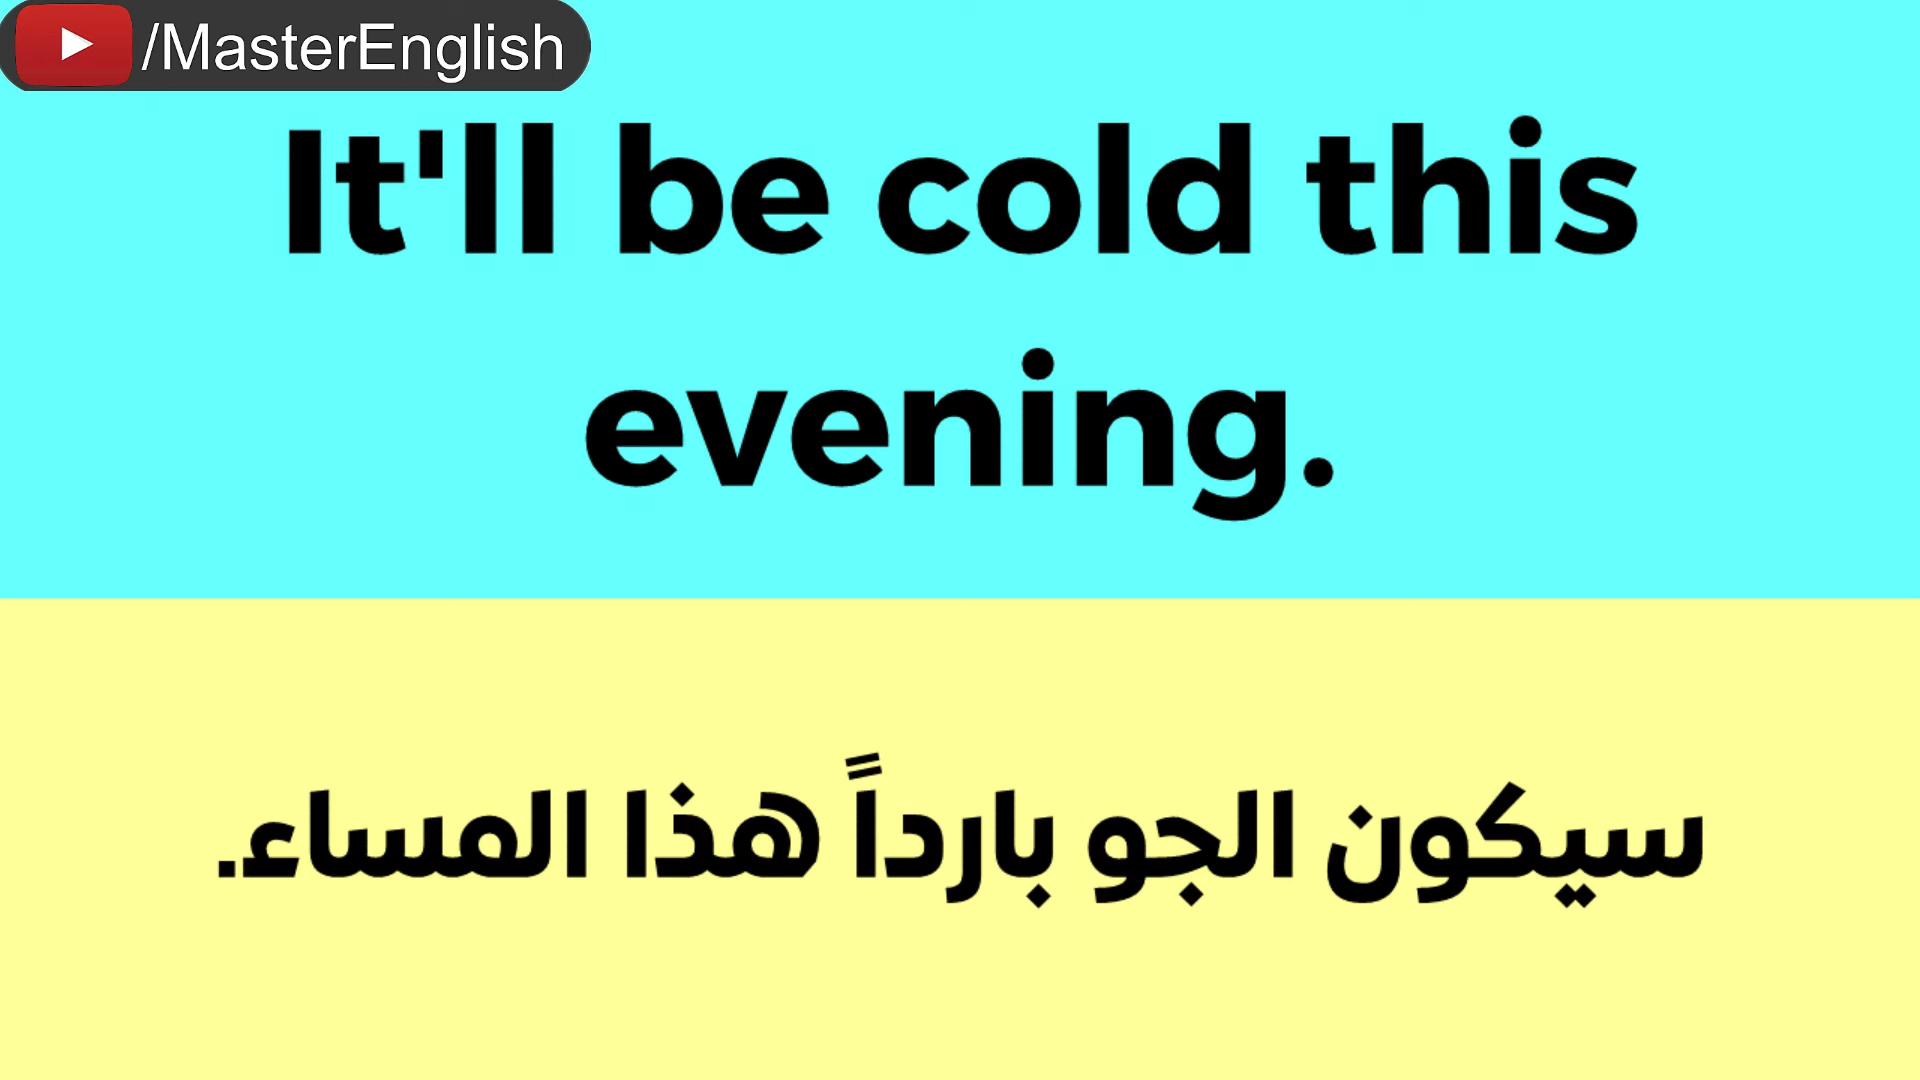 /MasterEnglish
It'll be cold this
evening.
سيكون الجو بارداً هذا المساء.